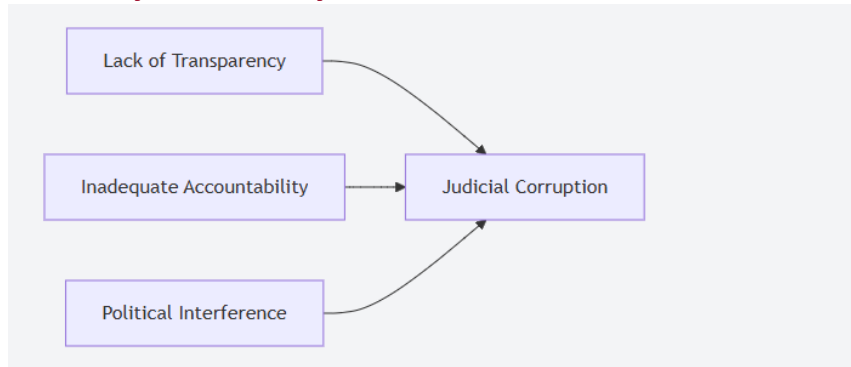 Lack of Transparency
Inadequate Accountability
Judicial Corruption
Political Interference